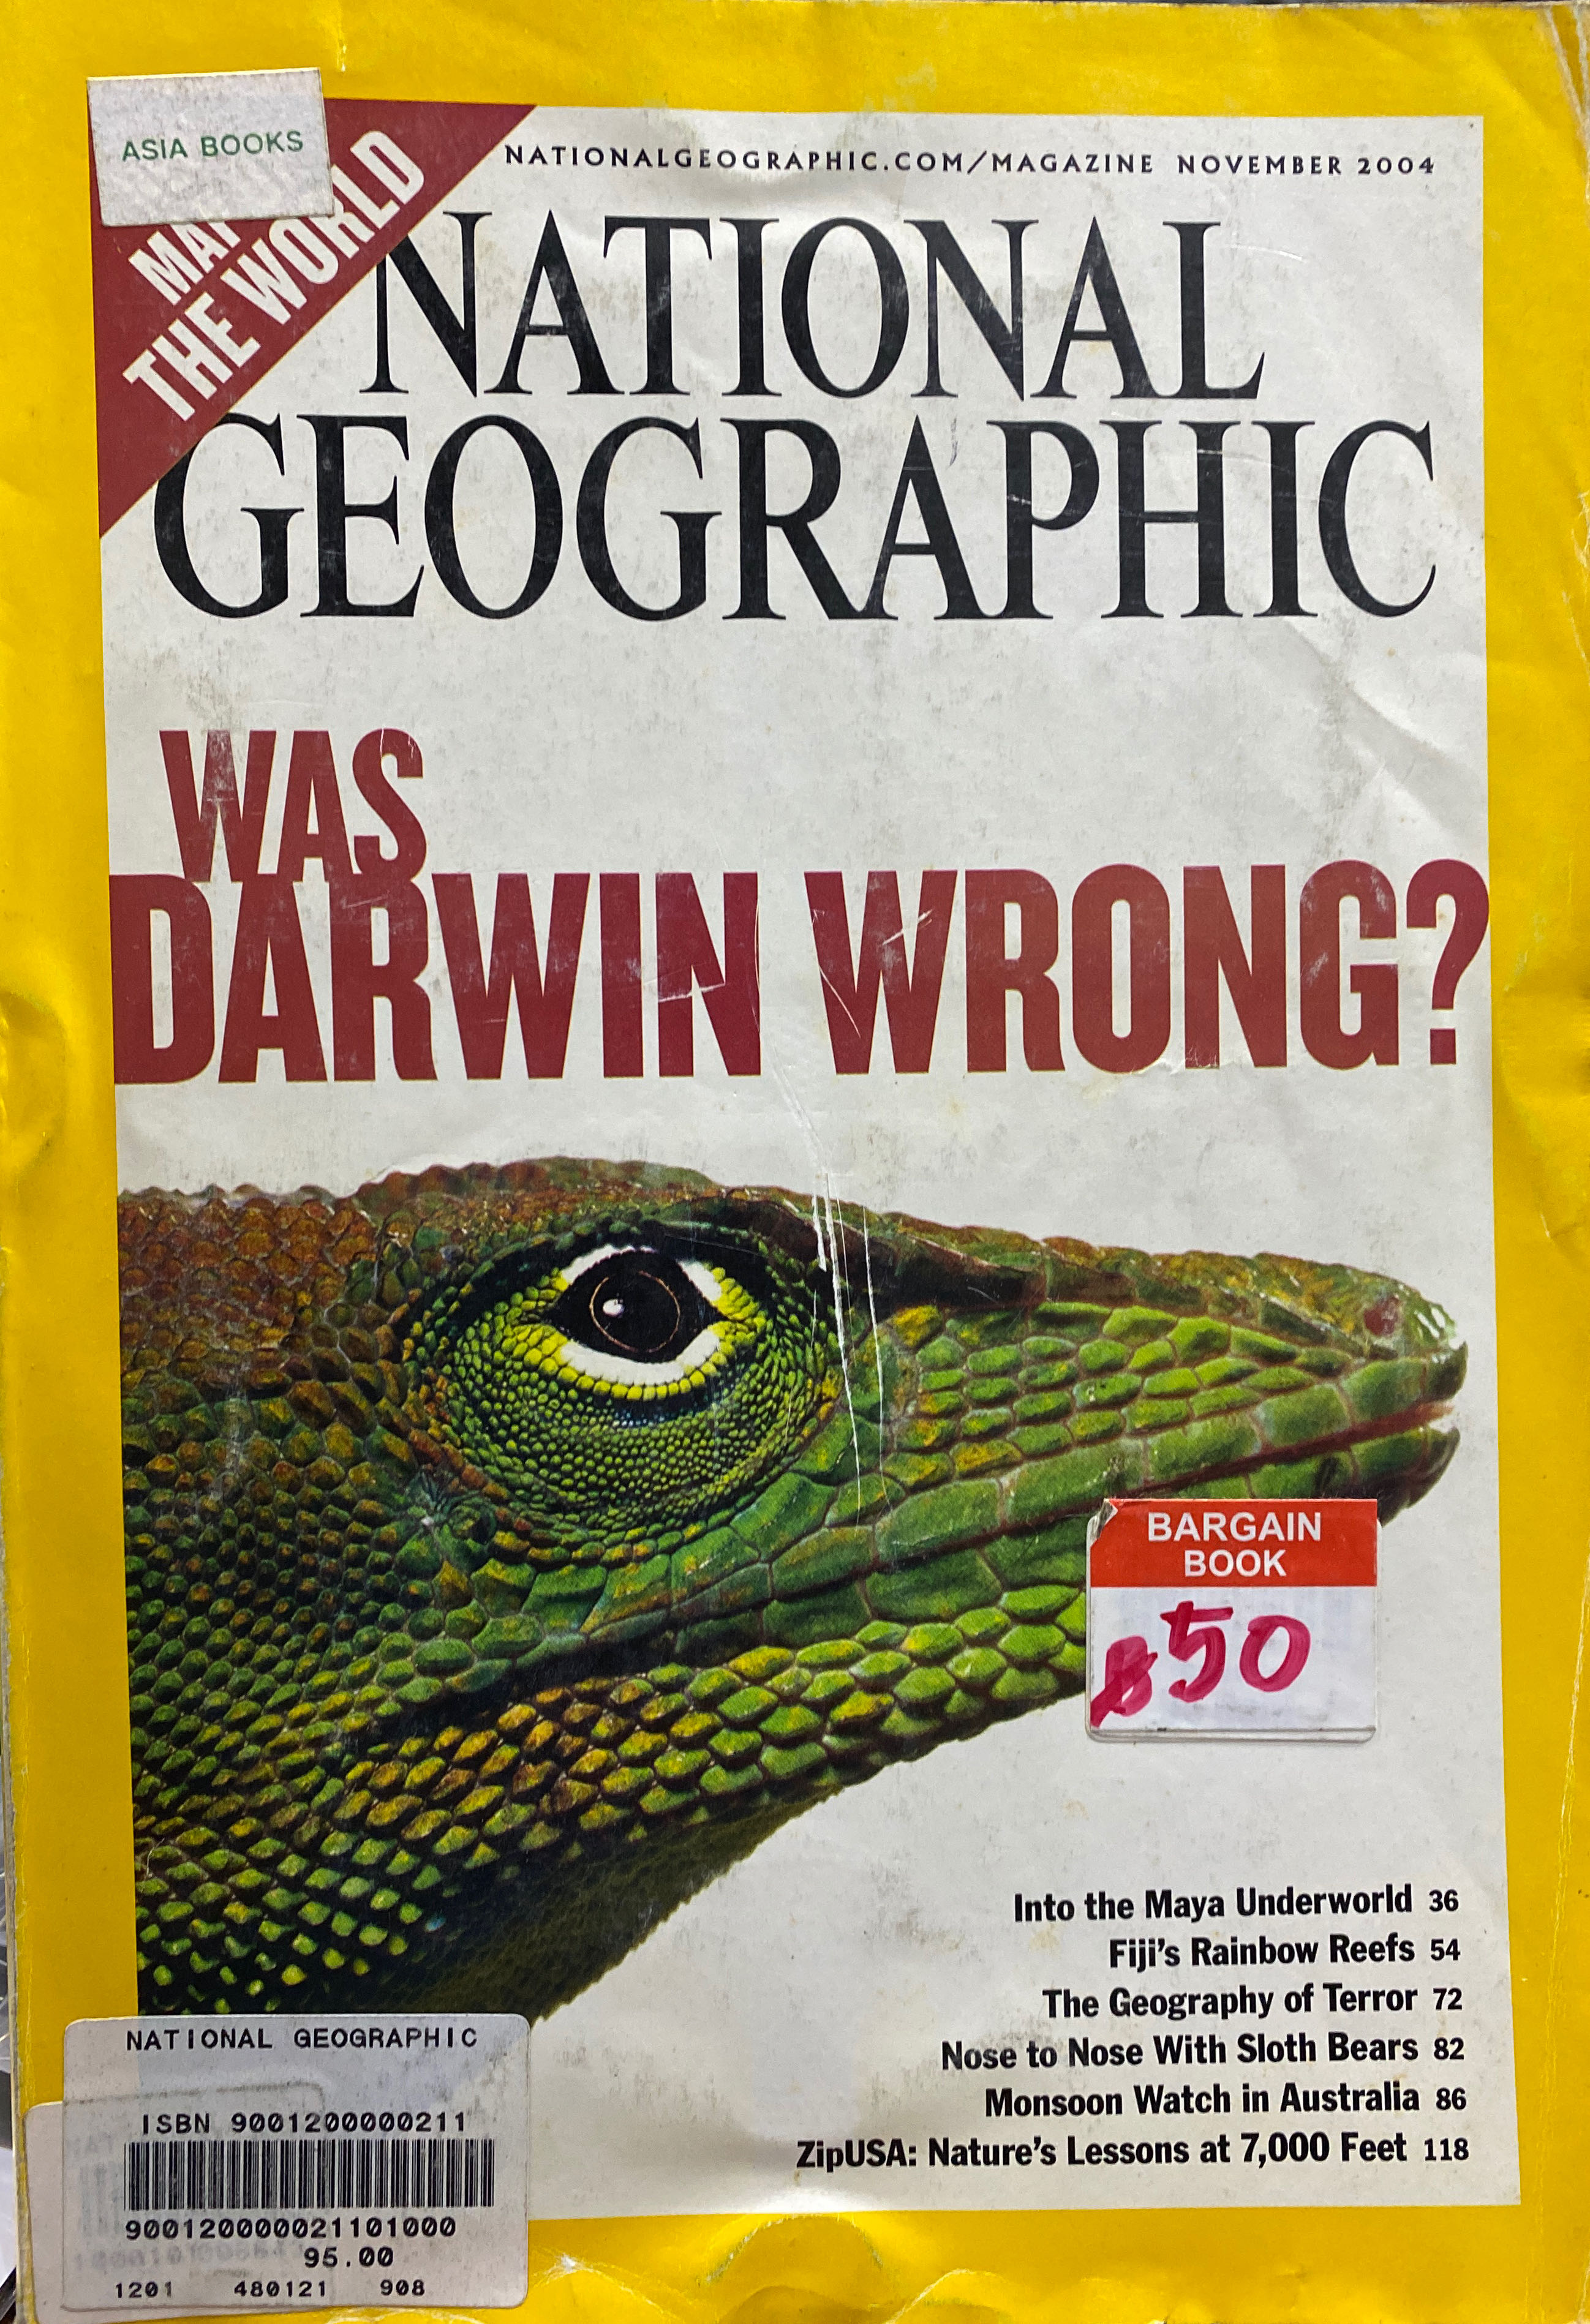 ASIA BOOKS
THE WORLD
NATIONALGEOGRAPHIC.COM/MAGAZINE NOVEMBER 2004
NATIONAL
GEOGRAPHIC
WAS
DARWIN WRONG?
BARGAIN
BOOK
฿50
Into the Maya Underworld 36
Fiji's Rainbow Reefs 54
The Geography of Terror 72
Nose to Nose With Sloth Bears 82
Monsoon Watch in Australia 86
ZipUSA: Nature's Lessons at 7,000 Feet 118
NATIONAL GEOGRAPHIC
ISBN 9001200000211
900120000021101000
95.00
1201 480121 908